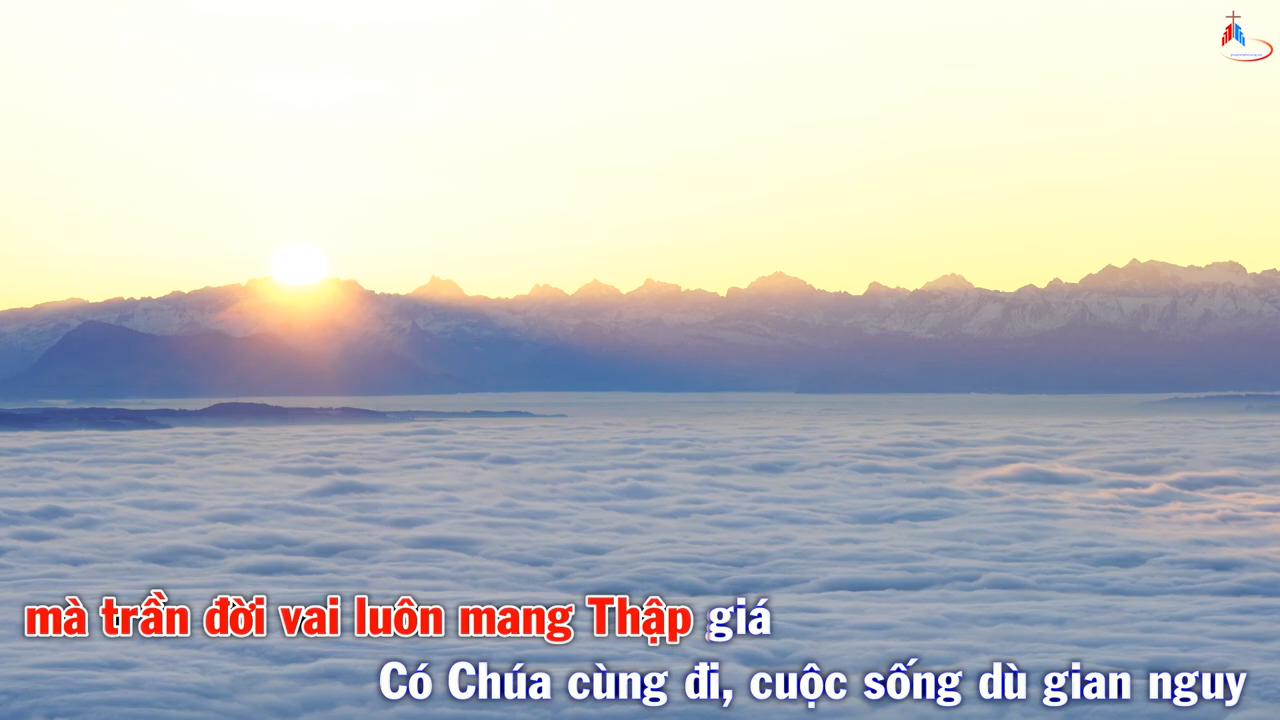 mà trần đời vai luôn mang Thập giá
Có Chúa cùng đi, cuộc sống dù gian nguy